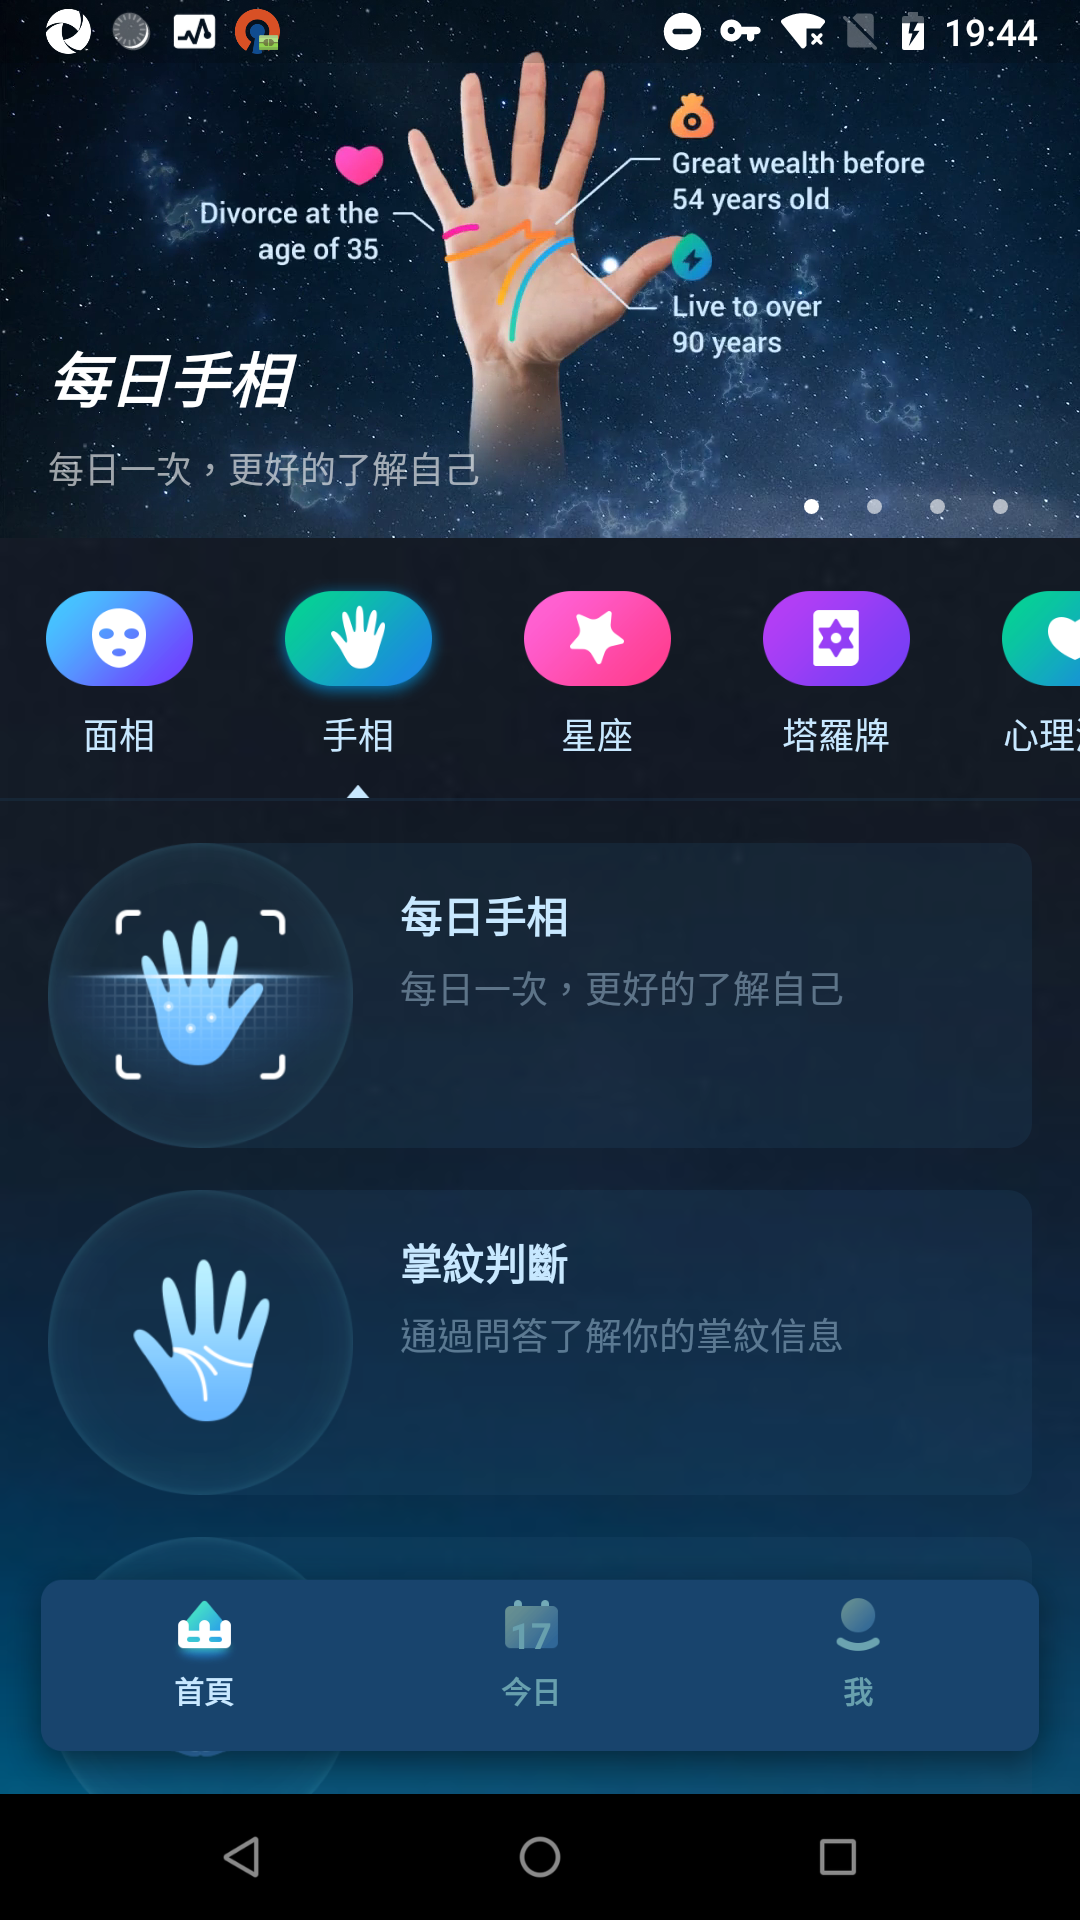 19:44
Great wealth before
54 years old
Divorce at the
age of 35
Live to over
90 years
每日手相
每日一次，更好的了解自己
面相
手相
星座
塔羅牌
心理
每日手相
每日一次，更好的了解自己
掌紋判斷
通過問答了解你的掌紋信息
17
首頁
今日
我